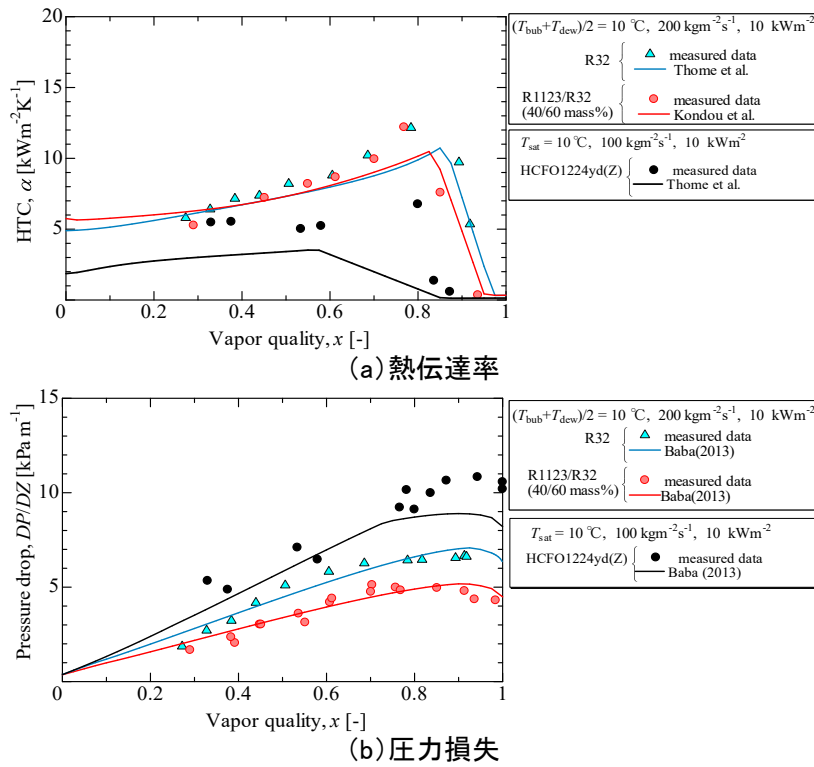 15
10
5
0
0.2
0.4
0.6
0.8
1
HTC, α [kWm⁻²K⁻¹]
Vapor quality, x [-]
(T_bub+T_dew)/2 = 10 ℃, 200 kgm⁻²s⁻¹, 10 kWm⁻²
R32
measured data
Thome et al.
R1123/R32
(40/60 mass%)
measured data
Kondou et al.
T_sat = 10℃, 100 kgm⁻²s⁻¹, 10 kWm⁻²
HCFO1224yd(Z)
measured data
Thome et al.
(a)熱伝達率
15
10
5
0
0.2
0.4
0.6
0.8
1
Pressure drop, DP/DZ [kPa m⁻¹]
Vapor quality, x [-]
(T_bub+T_dew)/2 = 10 ℃, 200 kgm⁻²s⁻¹, 10 kWm⁻²
R32
measured data
Baba(2013)
R1123/R32
(40/60 mass%)
measured data
Baba(2013)
T_sat = 10℃, 100 kgm⁻²s⁻¹, 10 kWm⁻²
HCFO1224yd(Z)
measured data
Baba (2013)
(b)圧力損失